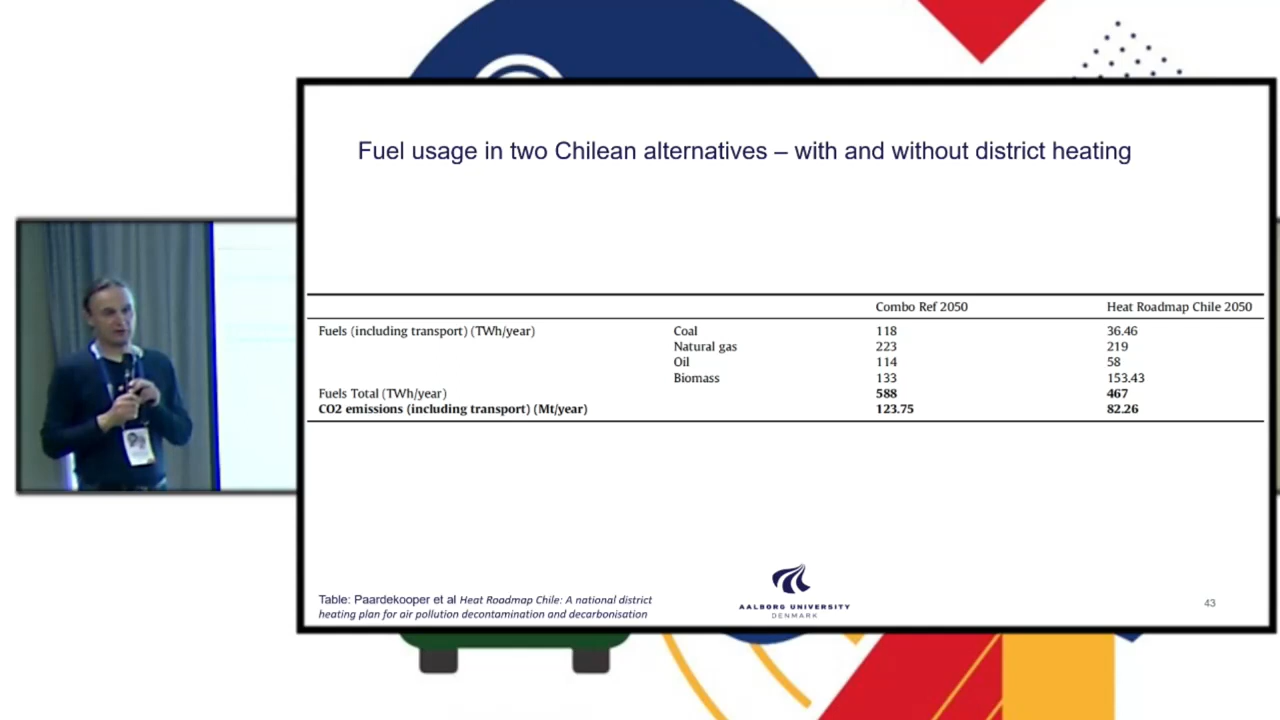 Fuel usage in two Chilean alternatives – with and without district heating
Combo Ref 2050 Heat Roadmap Chile 2050
Fuels (including transport) (TWh/year) Coal 118 36.46
Natural gas 223 219
Oil 114 58
Biomass 133 153.43
Fuels Total (TWh/year) 588 467
CO2 emissions (including transport) (Mt/year) 123.75 82.26
Table: Paardekooper et al Heat Roadmap Chile: A national district
heating plan for air pollution decontamination and decarbonisation
AALBORG UNIVERSITY
DENMARK
43